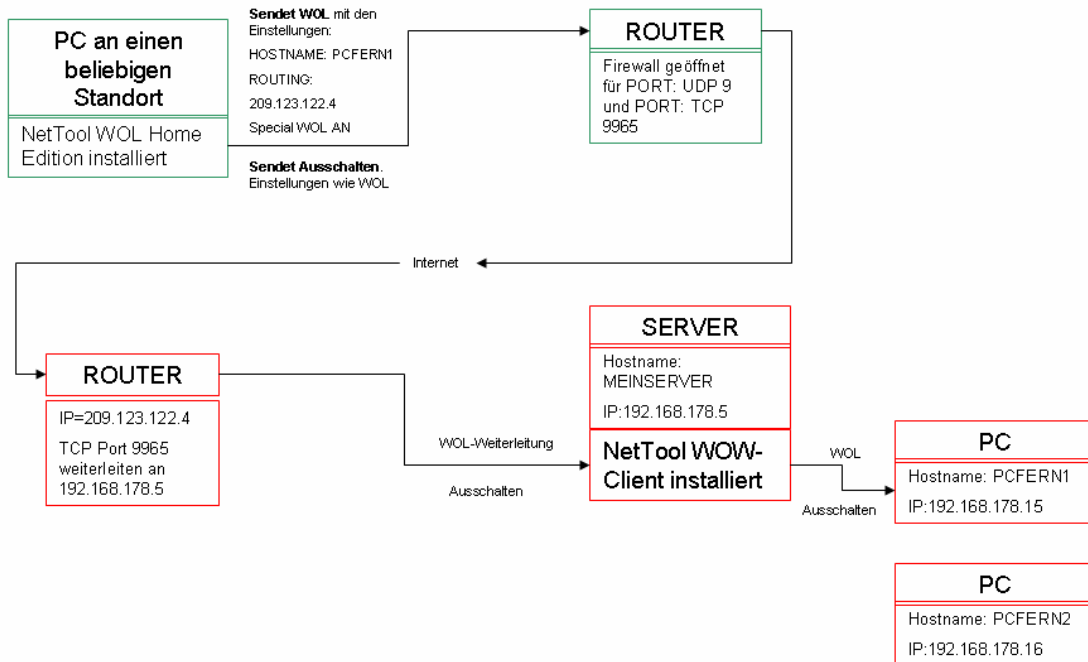 PC an einen
beliebigen
Standort
NetTool WOL Home
Edition installiert
Sendet WOL mit den
Einstellungen:
HOSTNAME: PCFERN1
ROUTING:
209.123.122.4
Special WOL AN
Sendet Ausschalten.
Einstellungen wie WOL
ROUTER
Firewall geöffnet
für PORT: UDP 9
und PORT: TCP
9965
Internet
ROUTER
IP=209.123.122.4
TCP Port 9965
weiterleiten an
192.168.178.5
WOL-Weiterleitung
Ausschalten
SERVER
Hostname:
MEINSERVER
IP:192.168.178.5
NetTool WOW-
Client installiert
WOL
Ausschalten
PC
Hostname: PCFERN1
IP:192.168.178.15
PC
Hostname: PCFERN2
IP:192.168.178.16